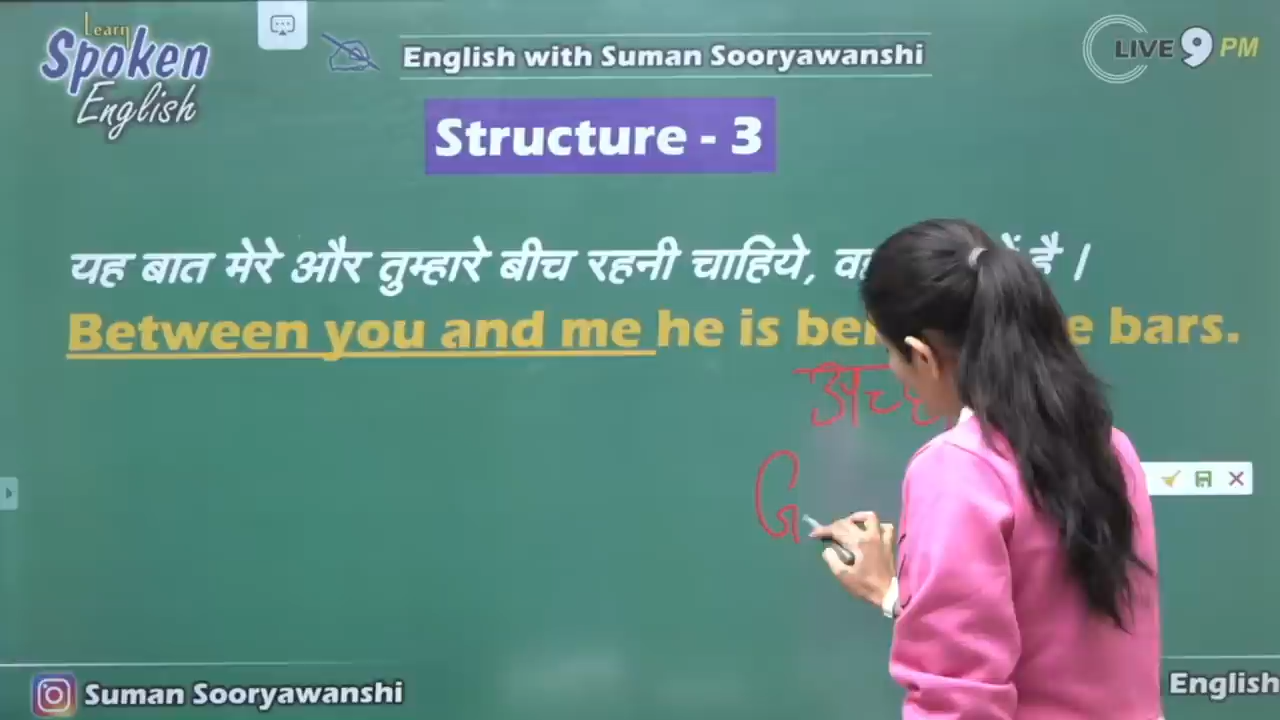 Learn
Spoken
English
English with Suman Sooryawanshi
LIVE 9 PM
Structure - 3
यह बात मेरे और तुम्हारे बीच रहनी चाहिये, है ।
Between you and me he is bars.
G
Suman Sooryawanshi
English